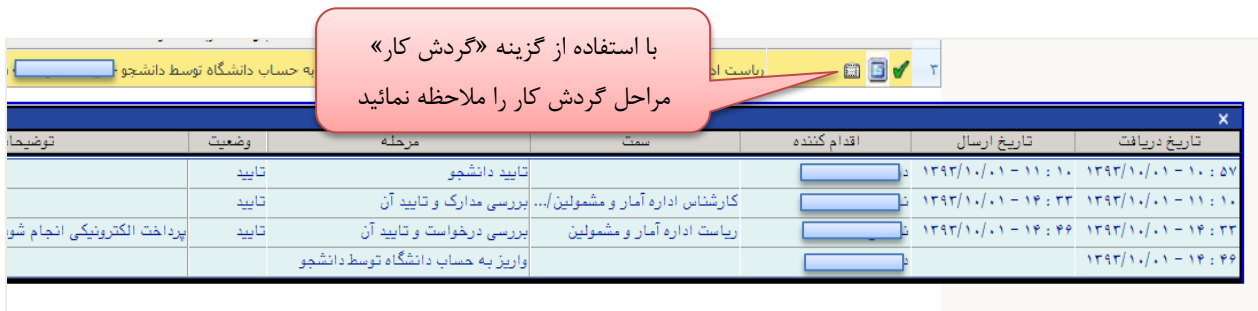 با استفاده از گزینه «گردش کار»
مراحل گردش کار را ملاحظه نمائید
۳ ریاست اد به حساب دانشگاه توسط دانشجو
×
تاریخ دریافت تاریخ ارسال اقدام کننده سمت مرحله وضعیت توضیحا
۱۳۹۳/۱۰/۰۱ - ۱۰ : ۵۷ ۱۳۹۳/۱۰/۰۱ - ۱۱ : ۱۰ تایید دانشجو تایید
۱۳۹۳/۱۰/۰۱ - ۱۱ : ۱۰ ۱۳۹۳/۱۰/۰۱ - ۱۴ : ۳۳ کارشناس اداره آمار و مشمولین/... بررسی مدارک و تایید آن تایید
۱۳۹۳/۱۰/۰۱ - ۱۴ : ۳۳ ۱۳۹۳/۱۰/۰۱ - ۱۴ : ۴۶ ریاست اداره آمار و مشمولین بررسی درخواست و تایید آن تایید پرداخت الکترونیکی انجام شو
۱۳۹۳/۱۰/۰۱ - ۱۴ : ۴۶ واریز به حساب دانشگاه توسط دانشجو